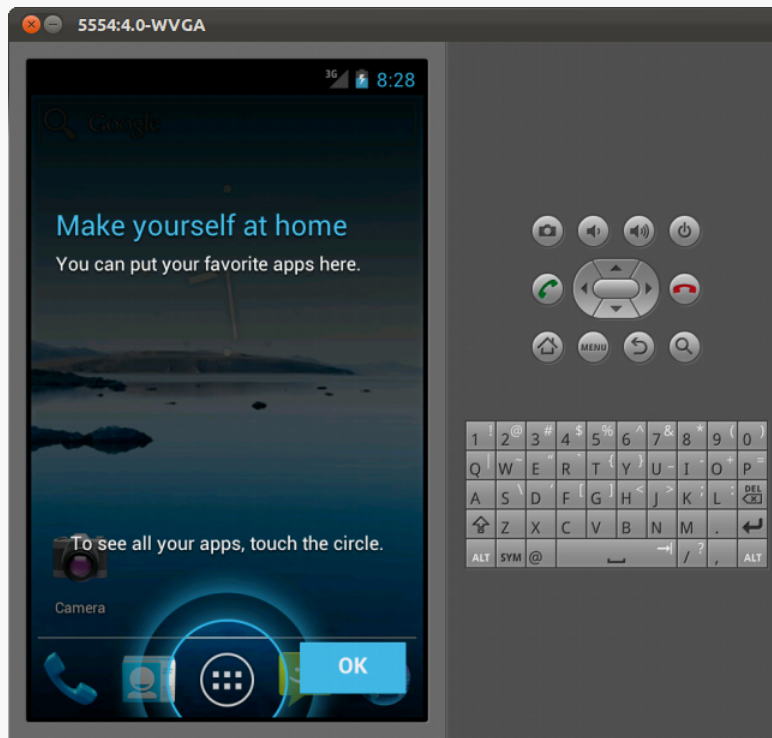 5554:4.0-WVGA
3G 8:28
Google
Make yourself at home
You can put your favorite apps here.
To see all your apps, touch the circle.
Camera
OK
MENU
1 ! 2 @ 3 # 4 $ 5 % 6 ^ 7 & 8 * 9 ( 0 )
Q | W ~ E " R ` T { Y } U _ I - O + P =
A S \ D ' F [ G ] H < J > K ; L : DEL
Z X C V B N M .
ALT SYM @ / ? , ALT